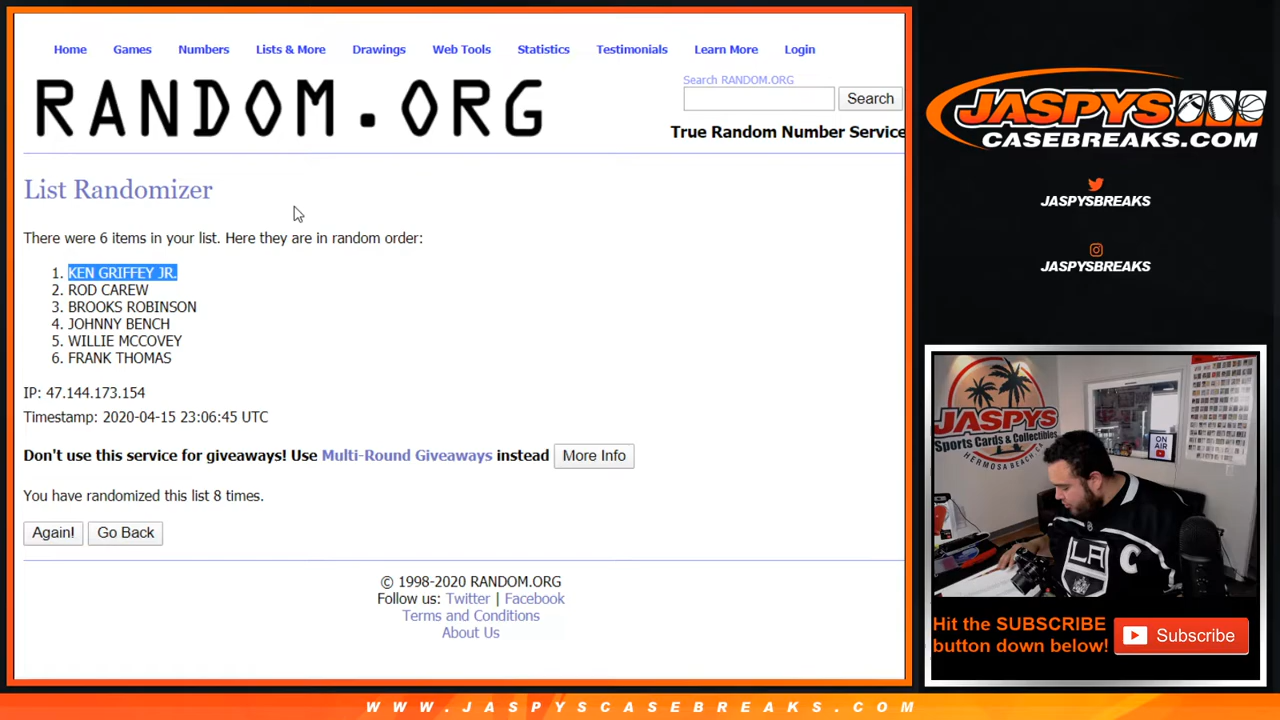 Home Games Numbers Lists & More Drawings Web Tools Statistics Testimonials Learn More Login
RANDOM.ORG
Search RANDOM.ORG
Search
True Random Number Service
List Randomizer
There were 6 items in your list. Here they are in random order:
1. KEN GRIFFEY JR.
2. ROD CAREW
3. BROOKS ROBINSON
4. JOHNNY BENCH
5. WILLIE MCCOVEY
6. FRANK THOMAS
IP: 47.144.173.154
Timestamp: 2020-04-15 23:06:45 UTC
Don't use this service for giveaways! Use Multi-Round Giveaways instead More Info
You have randomized this list 8 times.
Again! Go Back
© 1998-2020 RANDOM.ORG
Follow us: Twitter | Facebook
Terms and Conditions
About Us
JASPYS
CASEBREAKS.COM
JASPYSBREAKS
JASPYSBREAKS
JASPYS
Sports Cards & Collectibles
HERMOSA BEACH
ON
AIR
LA
C
Hit the SUBSCRIBE
button down below!
Subscribe
WWW.JASPYSCASEBREAKS.COM